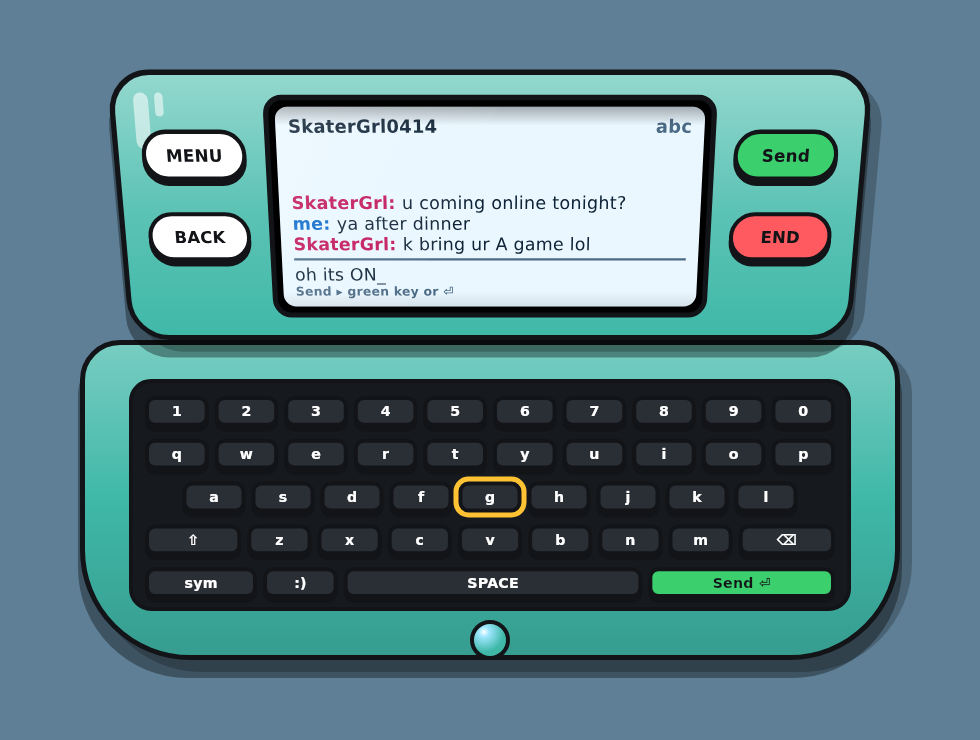 SkaterGrl0414 abc
MENU
Send
BACK
END
SkaterGrl: u coming online tonight?
me: ya after dinner
SkaterGrl: k bring ur A game lol
oh its ON_
Send ▸ green key or ⏎
1 2 3 4 5 6 7 8 9 0
q w e r t y u i o p
a s d f g h j k l
⇧ z x c v b n m ⌫
sym :) SPACE Send ⏎